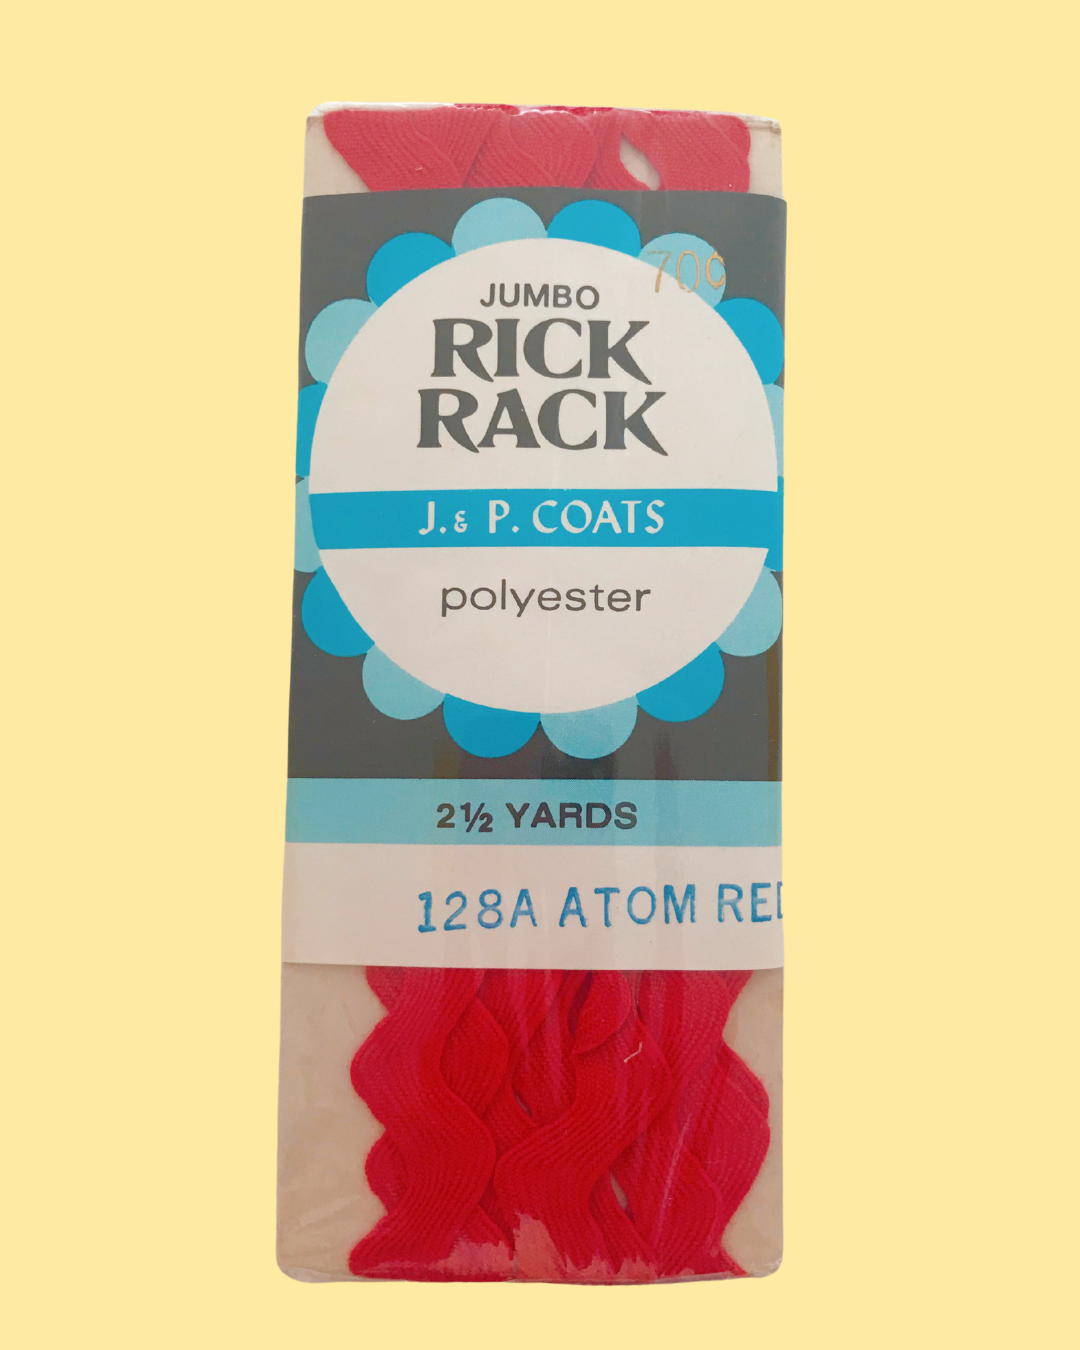 70¢
JUMBO
RICK
RACK
J. & P. COATS
polyester
2½ YARDS
128A ATOM RED